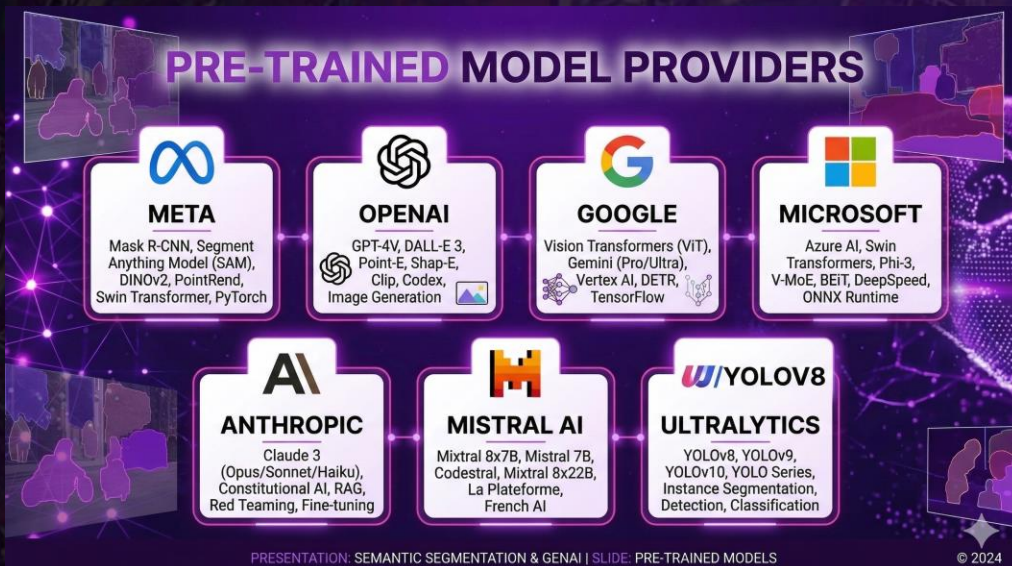 PRE-TRAINED MODEL PROVIDERS
META
Mask R-CNN, Segment
Anything Model (SAM),
DINOv2, PointRend,
Swin Transformer, PyTorch
OPENAI
GPT-4V, DALL-E 3,
Point-E, Shap-E,
Clip, Codex,
Image Generation
GOOGLE
Vision Transformers (ViT),
Gemini (Pro/Ultra),
Vertex AI, DETR,
TensorFlow
MICROSOFT
Azure AI, Swin
Transformers, Phi-3,
V-MoE, BEiT, DeepSpeed,
ONNX Runtime
ANTHROPIC
Claude 3
(Opus/Sonnet/Haiku),
Constitutional AI, RAG,
Red Teaming, Fine-tuning
MISTRAL AI
Mixtral 8x7B, Mistral 7B,
Codestral, Mixtral 8x22B,
La Plateforme,
French AI
/YOLOV8
ULTRALYTICS
YOLOv8, YOLOv9,
YOLOv10, YOLO Series,
Instance Segmentation,
Detection, Classification
PRESENTATION: SEMANTIC SEGMENTATION & GENAI | SLIDE: PRE-TRAINED MODELS
© 2024